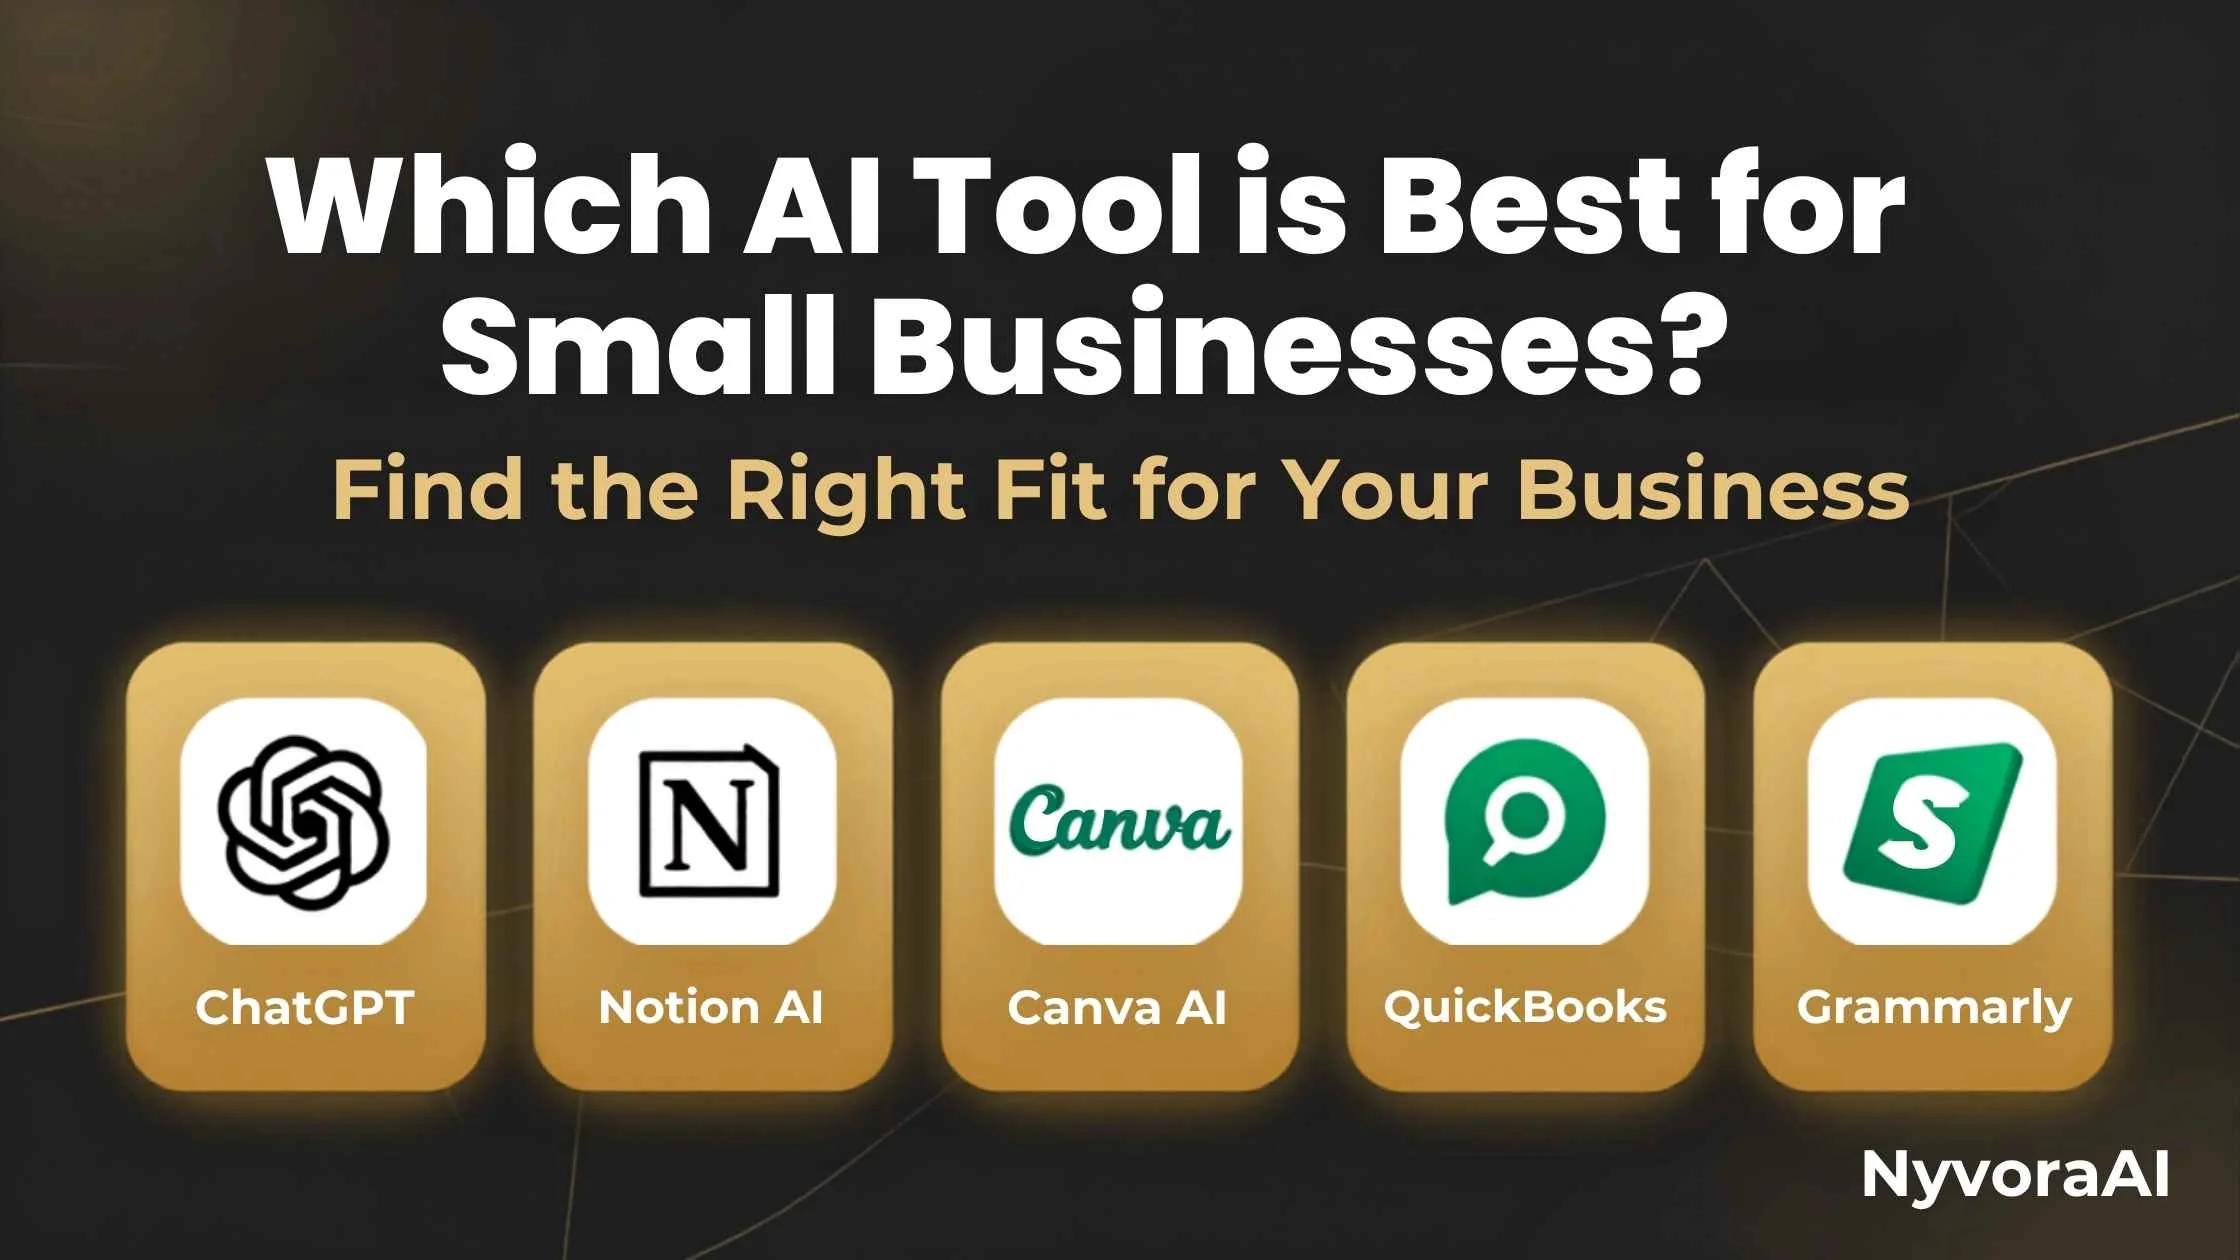 Which AI Tool is Best for
Small Businesses?
Find the Right Fit for Your Business
N
Canva
S
ChatGPT
Notion AI
Canva AI
QuickBooks
Grammarly
NyvoraAI